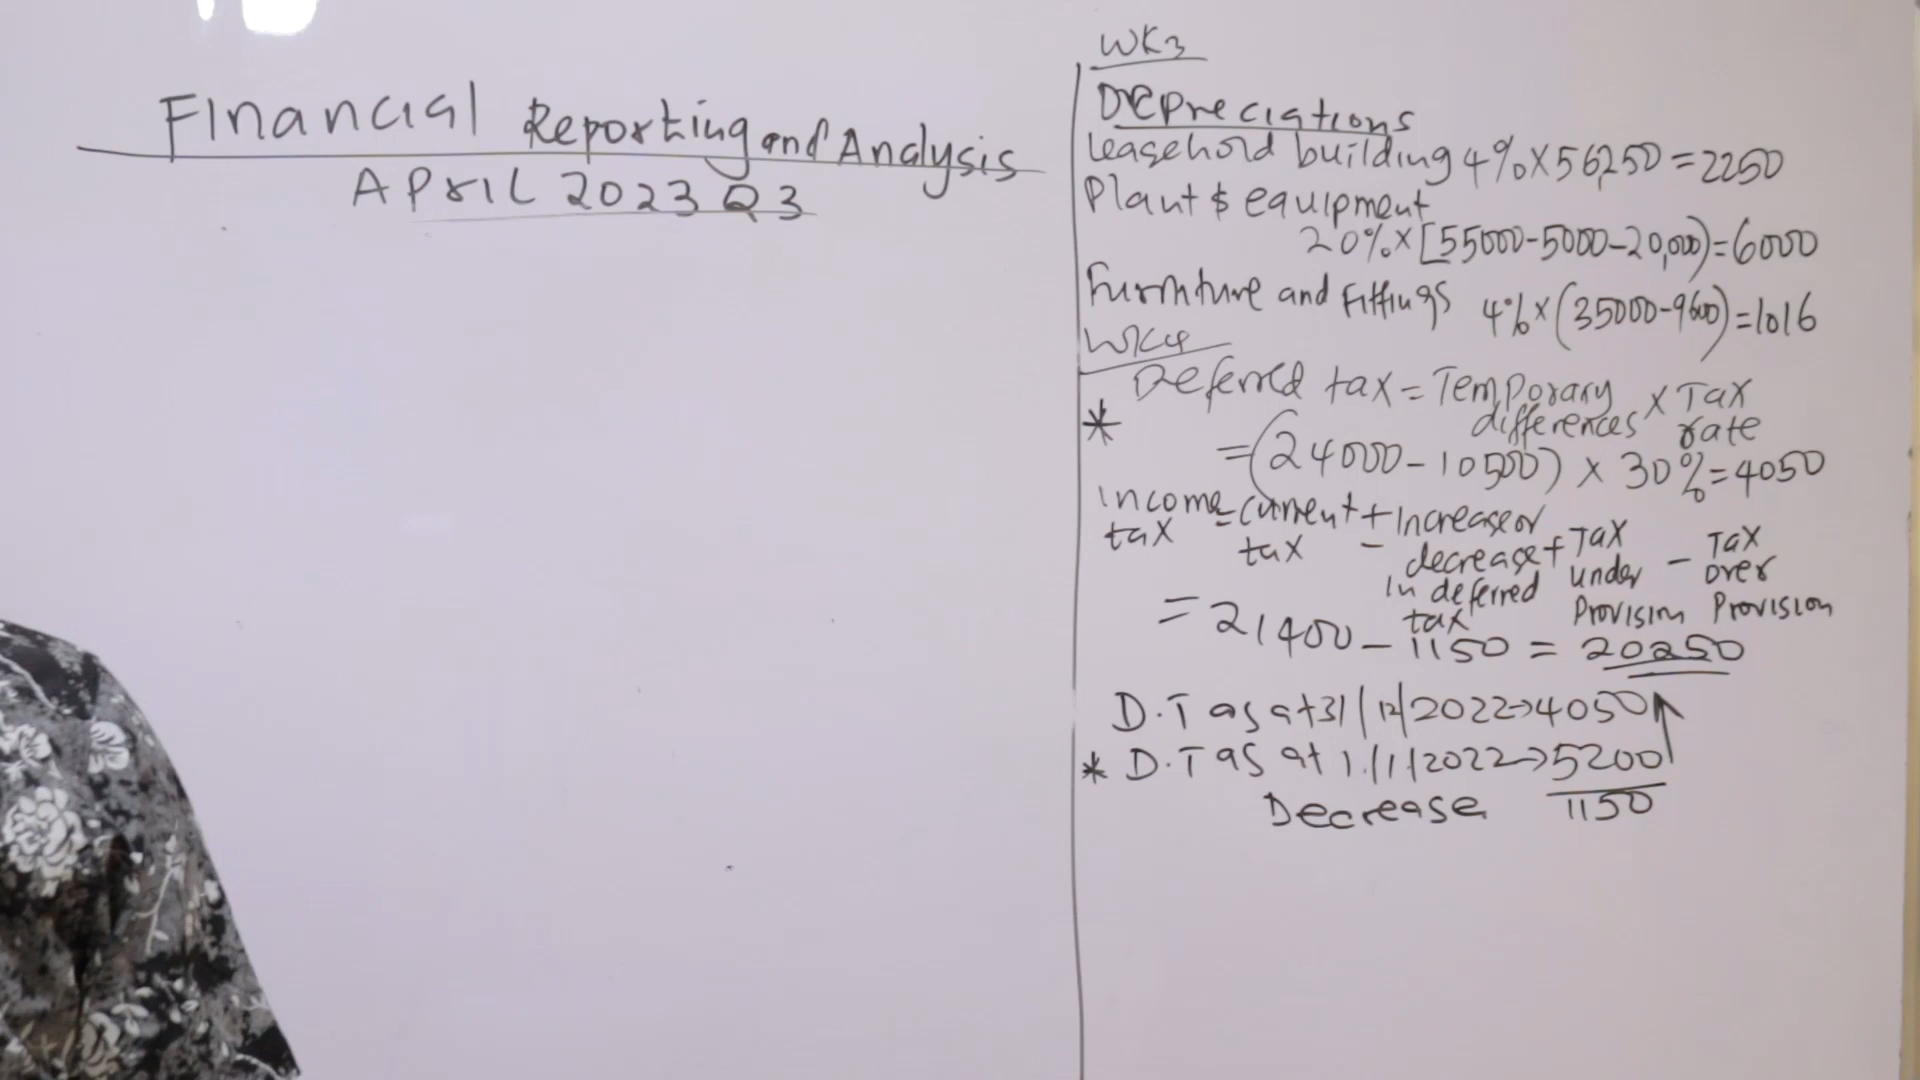 Financial Reporting and Analysis
APRIL 2023 Q3
WK3
Depreciations
Leasehold building 4% X 56,250 = 2250
Plant $ equipment
20% X [55000-5000-20,000) = 6000
Furniture and Fittings 4% X (35000-9600) = 1016
WK4
* Deferred tax = Temporary differences X Tax rate
= (24000 - 10500) X 30% = 4050
Income tax = current tax + - Increase or decrease in deferred tax + Tax under Provision - Tax over Provision
= 21400 - 1150 = 20250
D.T as at 31/12/2022 → 4050
* D.T as at 1/1/2022 → 5200
Decrease 1150